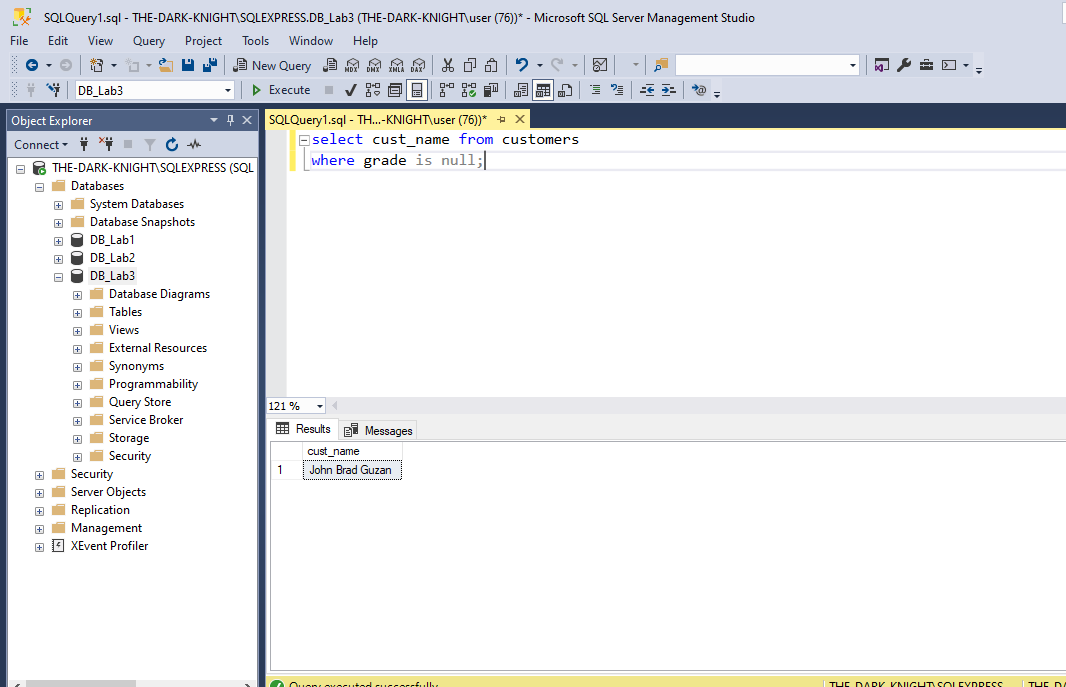 SQLQuery1.sql - THE-DARK-KNIGHT\SQLEXPRESS.DB_Lab3 (THE-DARK-KNIGHT\user (76))* - Microsoft SQL Server Management Studio
File Edit View Query Project Tools Window Help
New Query MDX DMX XMLA DAX
DB_Lab3 Execute
Object Explorer
SQLQuery1.sql - TH...-KNIGHT\user (76))*
Connect
THE-DARK-KNIGHT\SQLEXPRESS (SQL
Databases
System Databases
Database Snapshots
DB_Lab1
DB_Lab2
DB_Lab3
Database Diagrams
Tables
Views
External Resources
Synonyms
Programmability
Query Store
Service Broker
Storage
Security
Security
Server Objects
Replication
Management
XEvent Profiler
select cust_name from customers
where grade is null;
121 %
Results Messages
cust_name
1 John Brad Guzan
Query executed successfully
THE-DARK-KNIGHT\SQLEXPRESS THE-DA